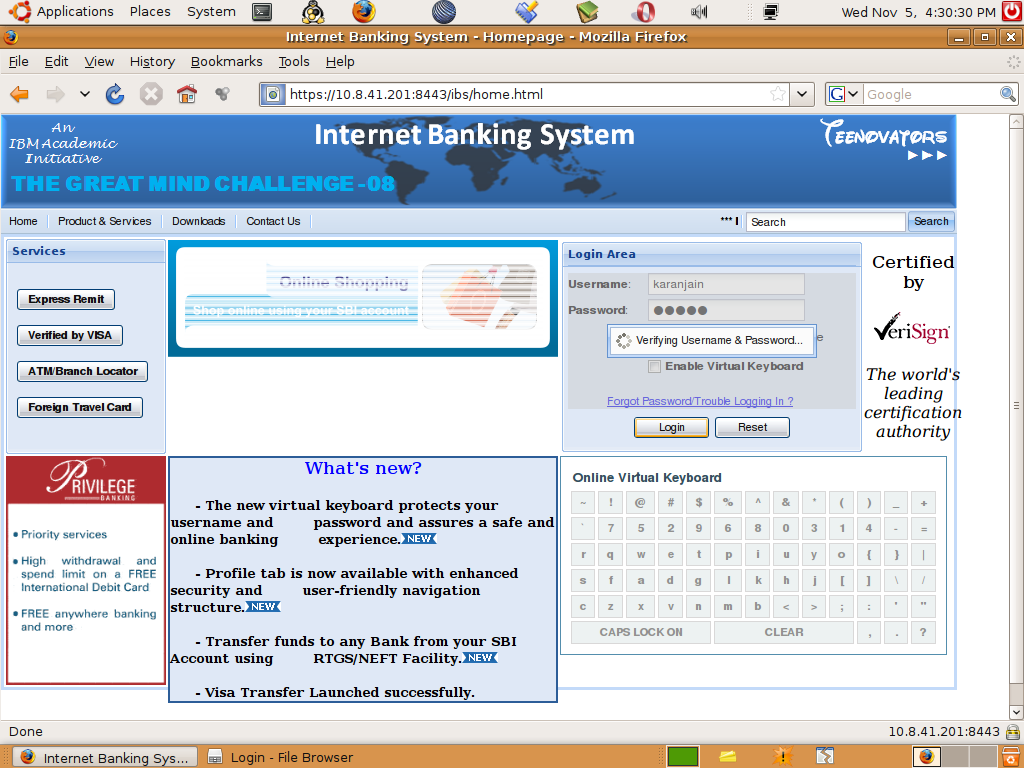 Applications Places System Wed Nov 5, 4:30:30 PM
Internet Banking System - Homepage - Mozilla Firefox
File Edit View History Bookmarks Tools Help
https://10.8.41.201:8443/ibs/home.html G Google
An
IBM Academic
Initiative
Internet Banking System
TEENOVATORS
THE GREAT MIND CHALLENGE -08
Home Product & Services Downloads Contact Us *** Search Search
Services
Express Remit
Verified by VISA
ATM/Branch Locator
Foreign Travel Card
Online Shopping
Shop online using your SBI account
Login Area
Username: karanjain
Password: ●●●●●
Verifying Username & Password...
Enable Virtual Keyboard
Forgot Password/Trouble Logging In ?
Login Reset
Certified
by
VeriSign
The world's
leading
certification
authority
PRIVILEGE
BANKING
• Priority services
• High withdrawal and
spend limit on a FREE
International Debit Card
• FREE anywhere banking
and more
What's new?
- The new virtual keyboard protects your
username and password and assures a safe and
online banking experience. NEW
- Profile tab is now available with enhanced
security and user-friendly navigation
structure. NEW
- Transfer funds to any Bank from your SBI
Account using RTGS/NEFT Facility. NEW
- Visa Transfer Launched successfully.
Online Virtual Keyboard
~ ! @ # $ % ^ & * ( ) _ +
` 7 5 2 9 6 8 0 3 1 4 - =
r q w e t p i u y o { } |
s f a d g l k h j [ ] \ /
c z x v n m b < > ; : ' "
CAPS LOCK ON CLEAR , . ?
Done 10.8.41.201:8443
Internet Banking Sys... Login - File Browser